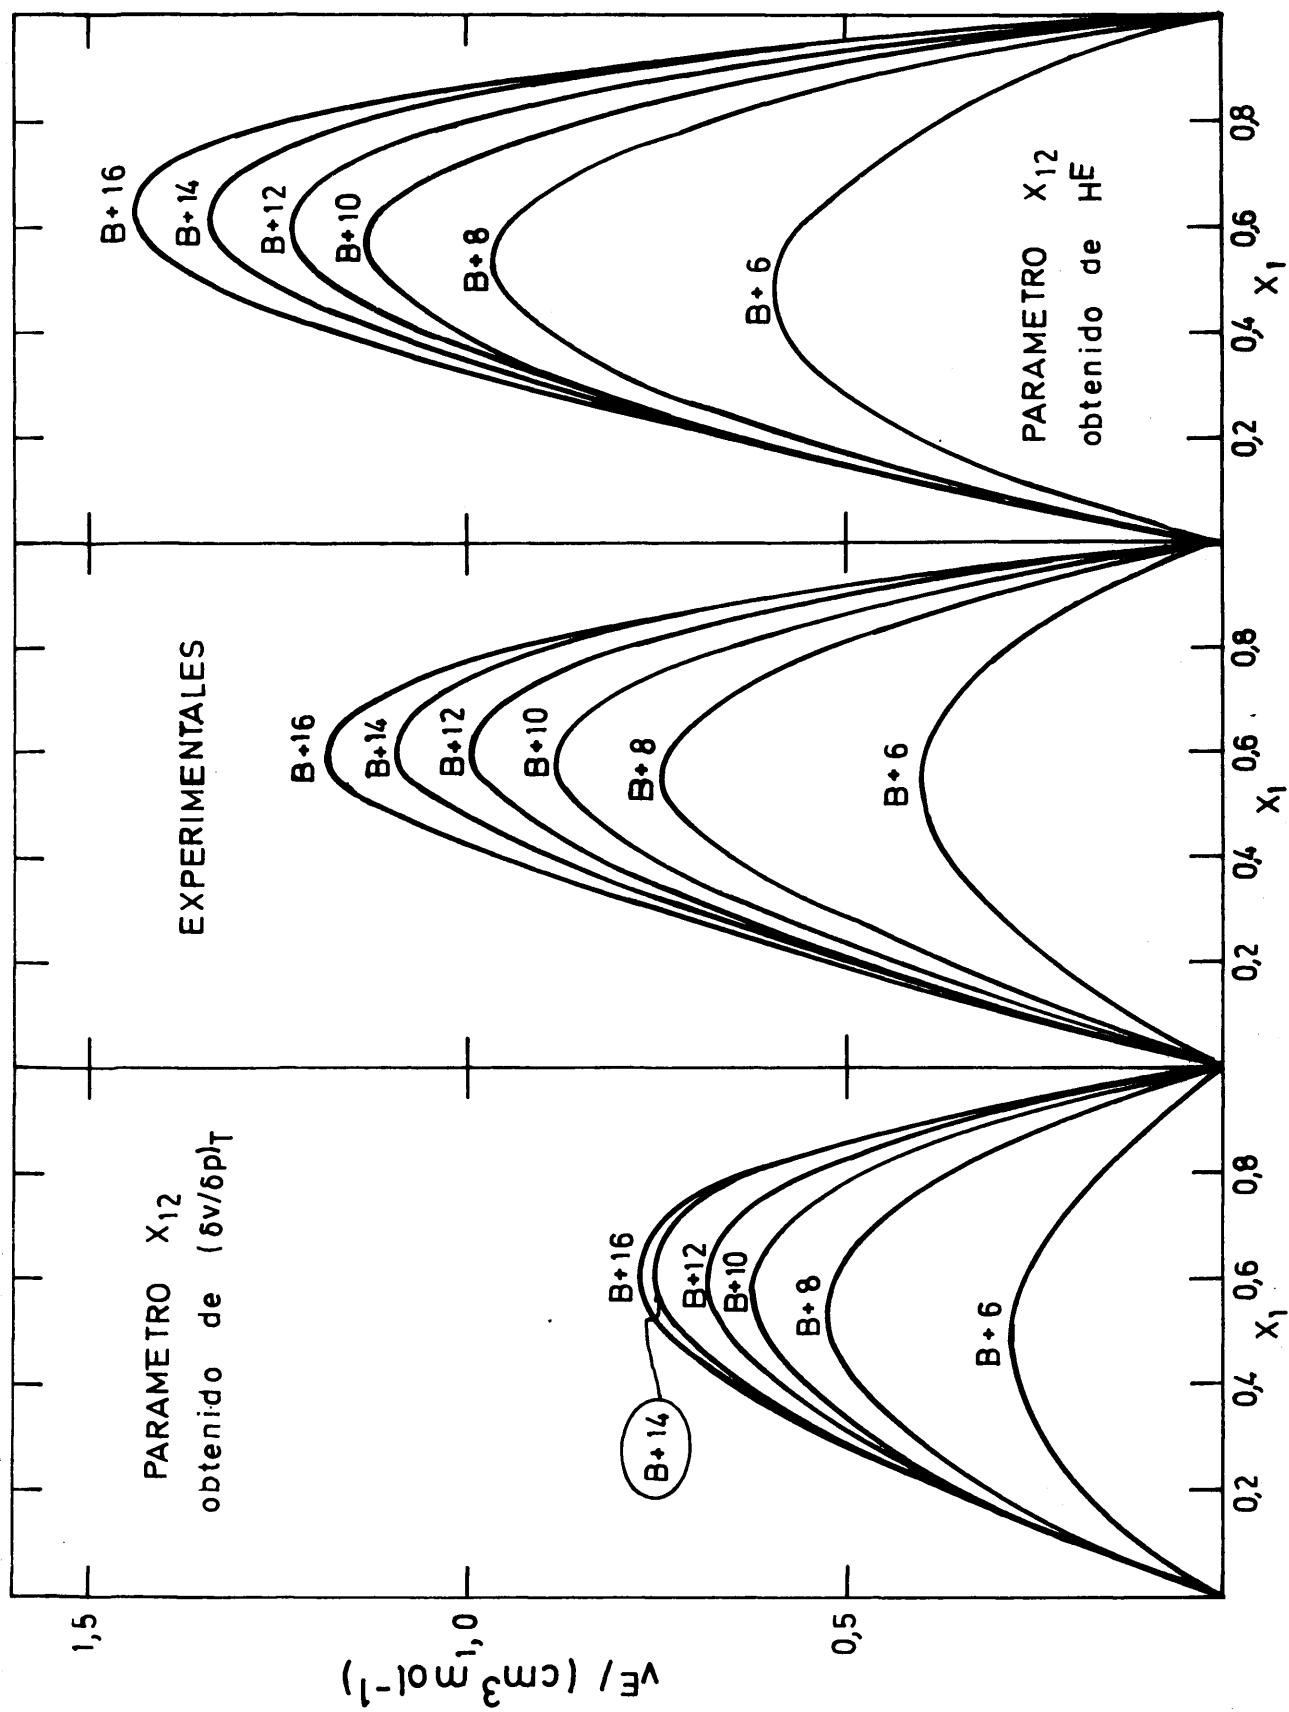 PARAMETRO X12
obtenido de (δv/δp)T
B+16
B+14
B+12
B+10
B+8
B+6
EXPERIMENTALES
B+16
B+14
B+12
B+10
B+8
B+6
B+16
B+14
B+12
B+10
B+8
B+6
PARAMETRO X12
obtenido de HE
vE/(cm3mol-1)
1,5
1,0
0,5
0,2 0,4 0,6 0,8
X1
0,2 0,4 0,6 0,8
X1
0,2 0,4 0,6 0,8
X1